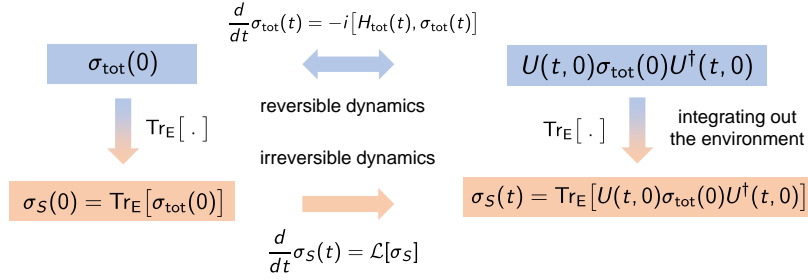 d/dt σ_tot(t) = −i[H_tot(t), σ_tot(t)]
σ_tot(0)
U(t, 0)σ_tot(0)U†(t, 0)
reversible dynamics
Tr_E[ . ]
Tr_E[ . ]
integrating out
the environment
irreversible dynamics
σ_S(0) = Tr_E[σ_tot(0)]
σ_S(t) = Tr_E[U(t, 0)σ_tot(0)U†(t, 0)]
d/dt σ_S(t) = ℒ[σ_S]